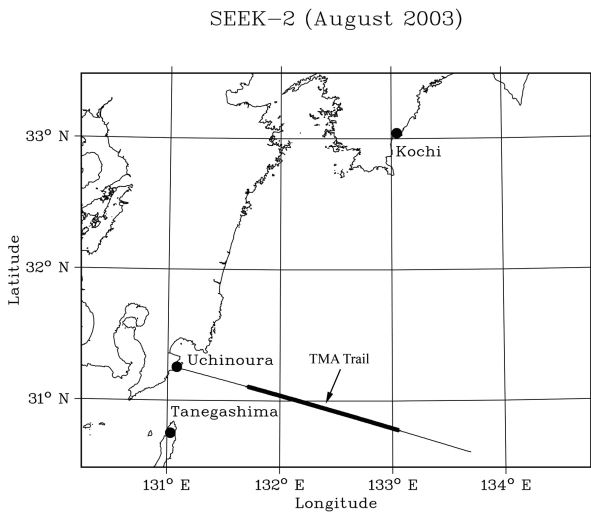 SEEK-2 (August 2003)
33° N
Kochi
32° N
Latitude
Uchinoura
TMA Trail
31° N
Tanegashima
131° E
132° E
133° E
134° E
Longitude